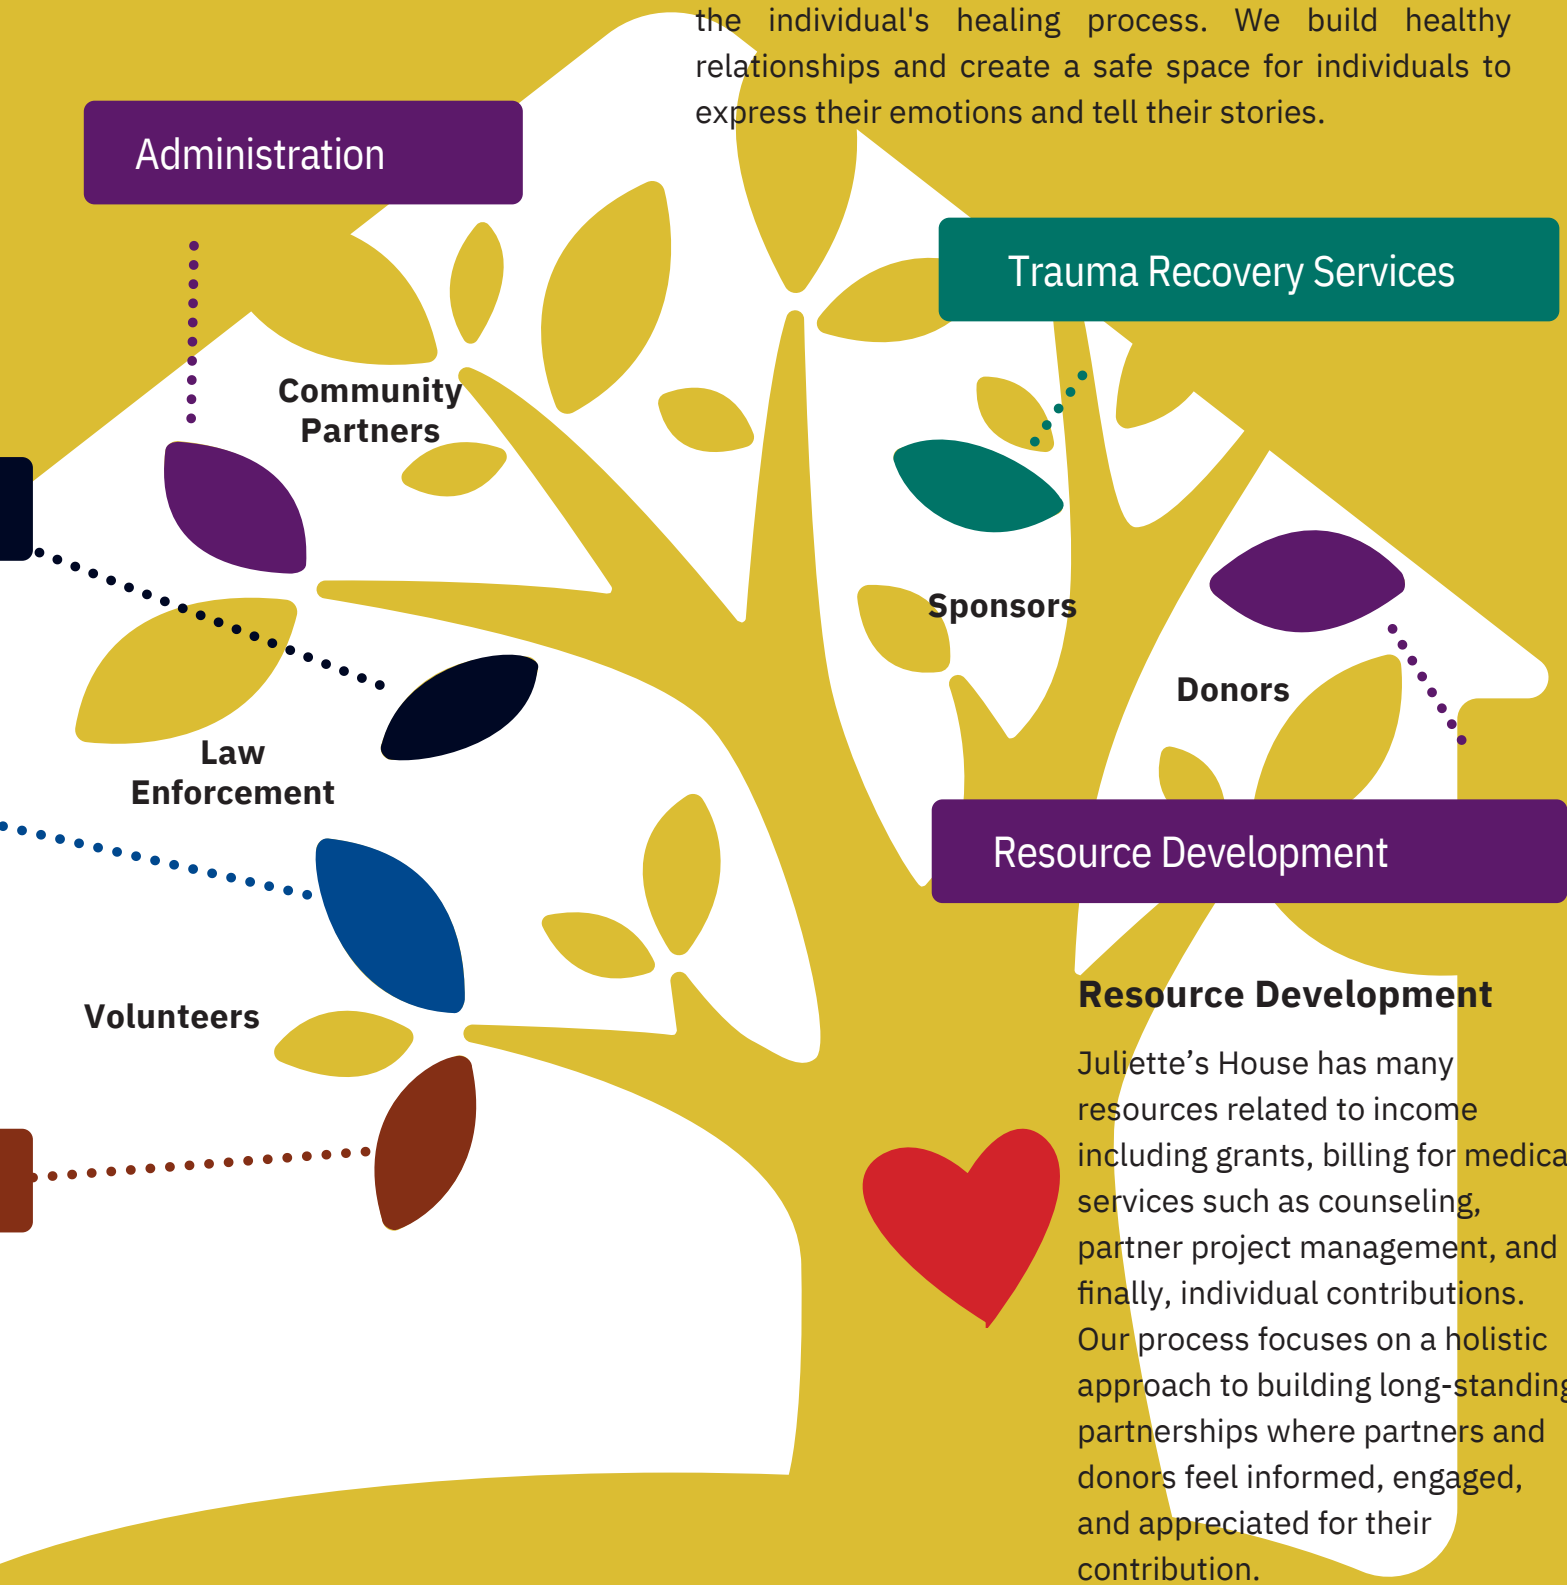 the individual's healing process. We build healthy
relationships and create a safe space for individuals to
express their emotions and tell their stories.
Administration
Trauma Recovery Services
Community
Partners
Sponsors
Donors
Law
Enforcement
Resource Development
Volunteers
Resource Development
Juliette’s House has many
resources related to income
including grants, billing for medica
services such as counseling,
partner project management, and
finally, individual contributions.
Our process focuses on a holistic
approach to building long-standing
partnerships where partners and
donors feel informed, engaged,
and appreciated for their
contribution.